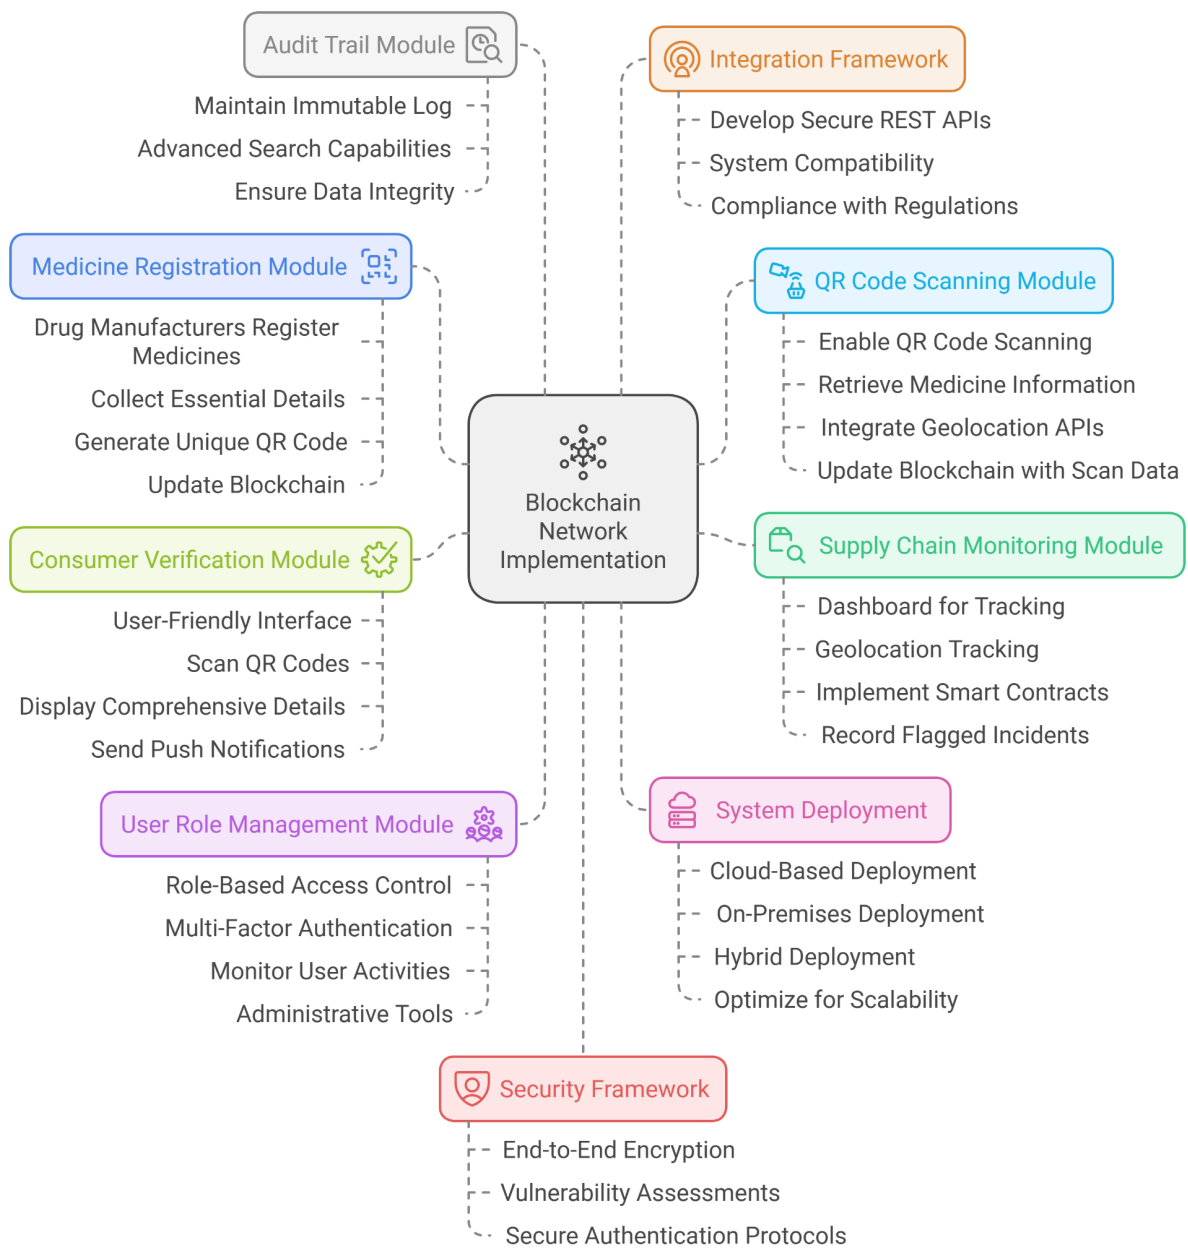 Audit Trail Module
Maintain Immutable Log
Advanced Search Capabilities
Ensure Data Integrity
Integration Framework
Develop Secure REST APIs
System Compatibility
Compliance with Regulations
Medicine Registration Module
Drug Manufacturers Register
Medicines
Collect Essential Details
Generate Unique QR Code
Update Blockchain
QR Code Scanning Module
Enable QR Code Scanning
Retrieve Medicine Information
Integrate Geolocation APIs
Update Blockchain with Scan Data
Blockchain
Network
Implementation
Consumer Verification Module
User-Friendly Interface
Scan QR Codes
Display Comprehensive Details
Send Push Notifications
Supply Chain Monitoring Module
Dashboard for Tracking
Geolocation Tracking
Implement Smart Contracts
Record Flagged Incidents
User Role Management Module
Role-Based Access Control
Multi-Factor Authentication
Monitor User Activities
Administrative Tools
System Deployment
Cloud-Based Deployment
On-Premises Deployment
Hybrid Deployment
Optimize for Scalability
Security Framework
End-to-End Encryption
Vulnerability Assessments
Secure Authentication Protocols